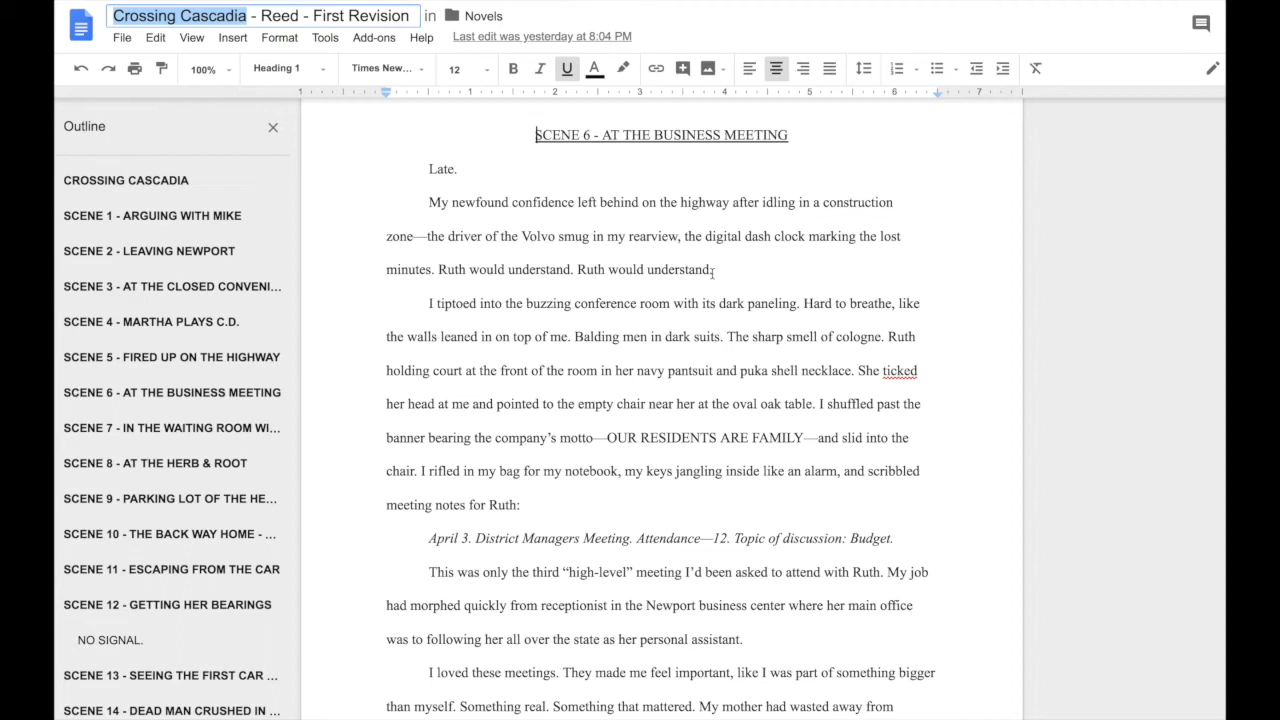 Crossing Cascadia - Reed - First Revision in Novels
File Edit View Insert Format Tools Add-ons Help Last edit was yesterday at 8:04 PM
100% Heading 1 Times New... 12
1 1 2 3 4 5 6 7
Outline
CROSSING CASCADIA
SCENE 1 - ARGUING WITH MIKE
SCENE 2 - LEAVING NEWPORT
SCENE 3 - AT THE CLOSED CONVENI...
SCENE 4 - MARTHA PLAYS C.D.
SCENE 5 - FIRED UP ON THE HIGHWAY
SCENE 6 - AT THE BUSINESS MEETING
SCENE 7 - IN THE WAITING ROOM WI...
SCENE 8 - AT THE HERB & ROOT
SCENE 9 - PARKING LOT OF THE HE...
SCENE 10 - THE BACK WAY HOME - ...
SCENE 11 - ESCAPING FROM THE CAR
SCENE 12 - GETTING HER BEARINGS
NO SIGNAL.
SCENE 13 - SEEING THE FIRST CAR ...
SCENE 14 - DEAD MAN CRUSHED IN ...
SCENE 6 - AT THE BUSINESS MEETING
Late.
My newfound confidence left behind on the highway after idling in a construction
zone—the driver of the Volvo smug in my rearview, the digital dash clock marking the lost
minutes. Ruth would understand. Ruth would understand.
I tiptoed into the buzzing conference room with its dark paneling. Hard to breathe, like
the walls leaned in on top of me. Balding men in dark suits. The sharp smell of cologne. Ruth
holding court at the front of the room in her navy pantsuit and puka shell necklace. She ticked
her head at me and pointed to the empty chair near her at the oval oak table. I shuffled past the
banner bearing the company’s motto—OUR RESIDENTS ARE FAMILY—and slid into the
chair. I rifled in my bag for my notebook, my keys jangling inside like an alarm, and scribbled
meeting notes for Ruth:
April 3. District Managers Meeting. Attendance—12. Topic of discussion: Budget.
This was only the third “high-level” meeting I’d been asked to attend with Ruth. My job
had morphed quickly from receptionist in the Newport business center where her main office
was to following her all over the state as her personal assistant.
I loved these meetings. They made me feel important, like I was part of something bigger
than myself. Something real. Something that mattered. My mother had wasted away from